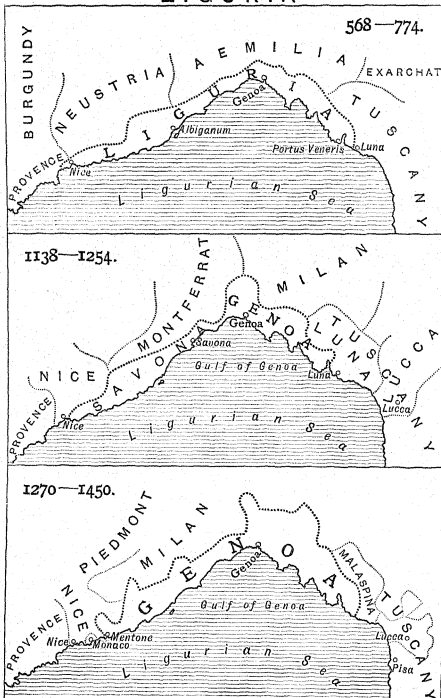 LIGURIA
568—774.
BURGUNDY
NEUSTRIA
AEMILIA
EXARCHAT
TUSCANY
PROVENCE
LIGURIA
Genoa
Albiganum
Nice
Portus Veneris
Luna
Ligurian Sea
1138—1254.
MONTFERRAT
MILAN
NICE
SAVONA
GENOA
LUNA
TUSCANY
LUCCA
PROVENCE
Genoa
Savona
Gulf of Genoa
Luna
Nice
Lucca
Ligurian Sea
1270—1450.
PIEDMONT
MILAN
NICE
PROVENCE
GENOA
MALASPINA
TUSCANY
Genoa
Gulf of Genoa
Nice
Monaco
Mentone
Lucca
Pisa
Ligurian Sea